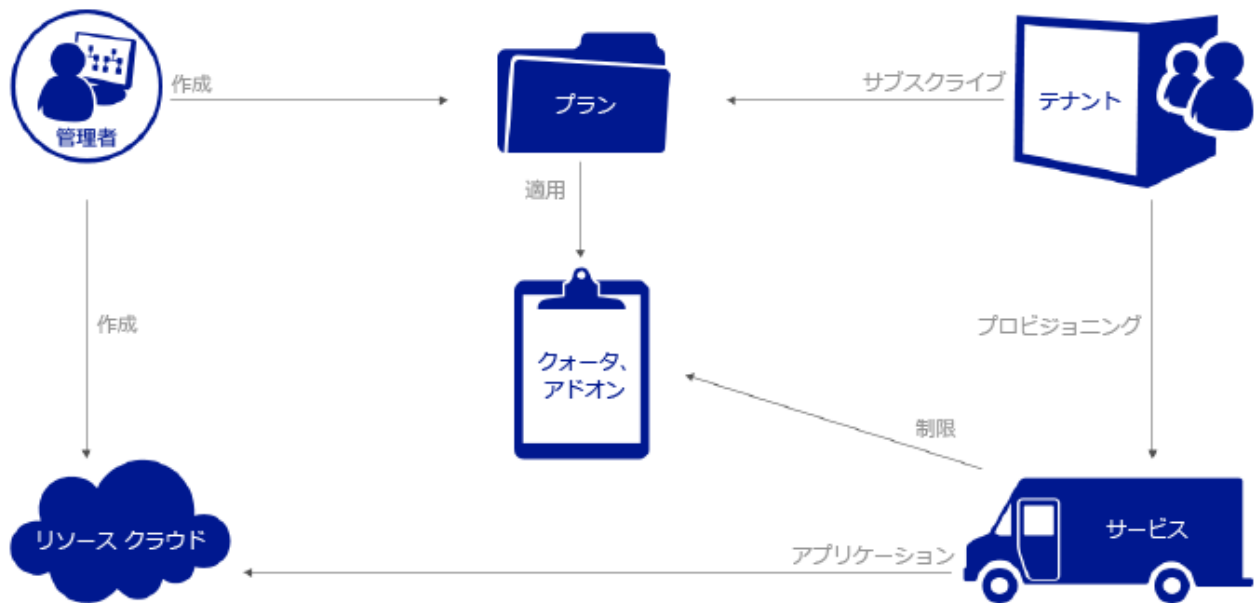 作成
管理者
プラン
サブスクライブ
テナント
適用
作成
クォータ、
アドオン
プロビジョニング
制限
リソース クラウド
アプリケーション
サービス